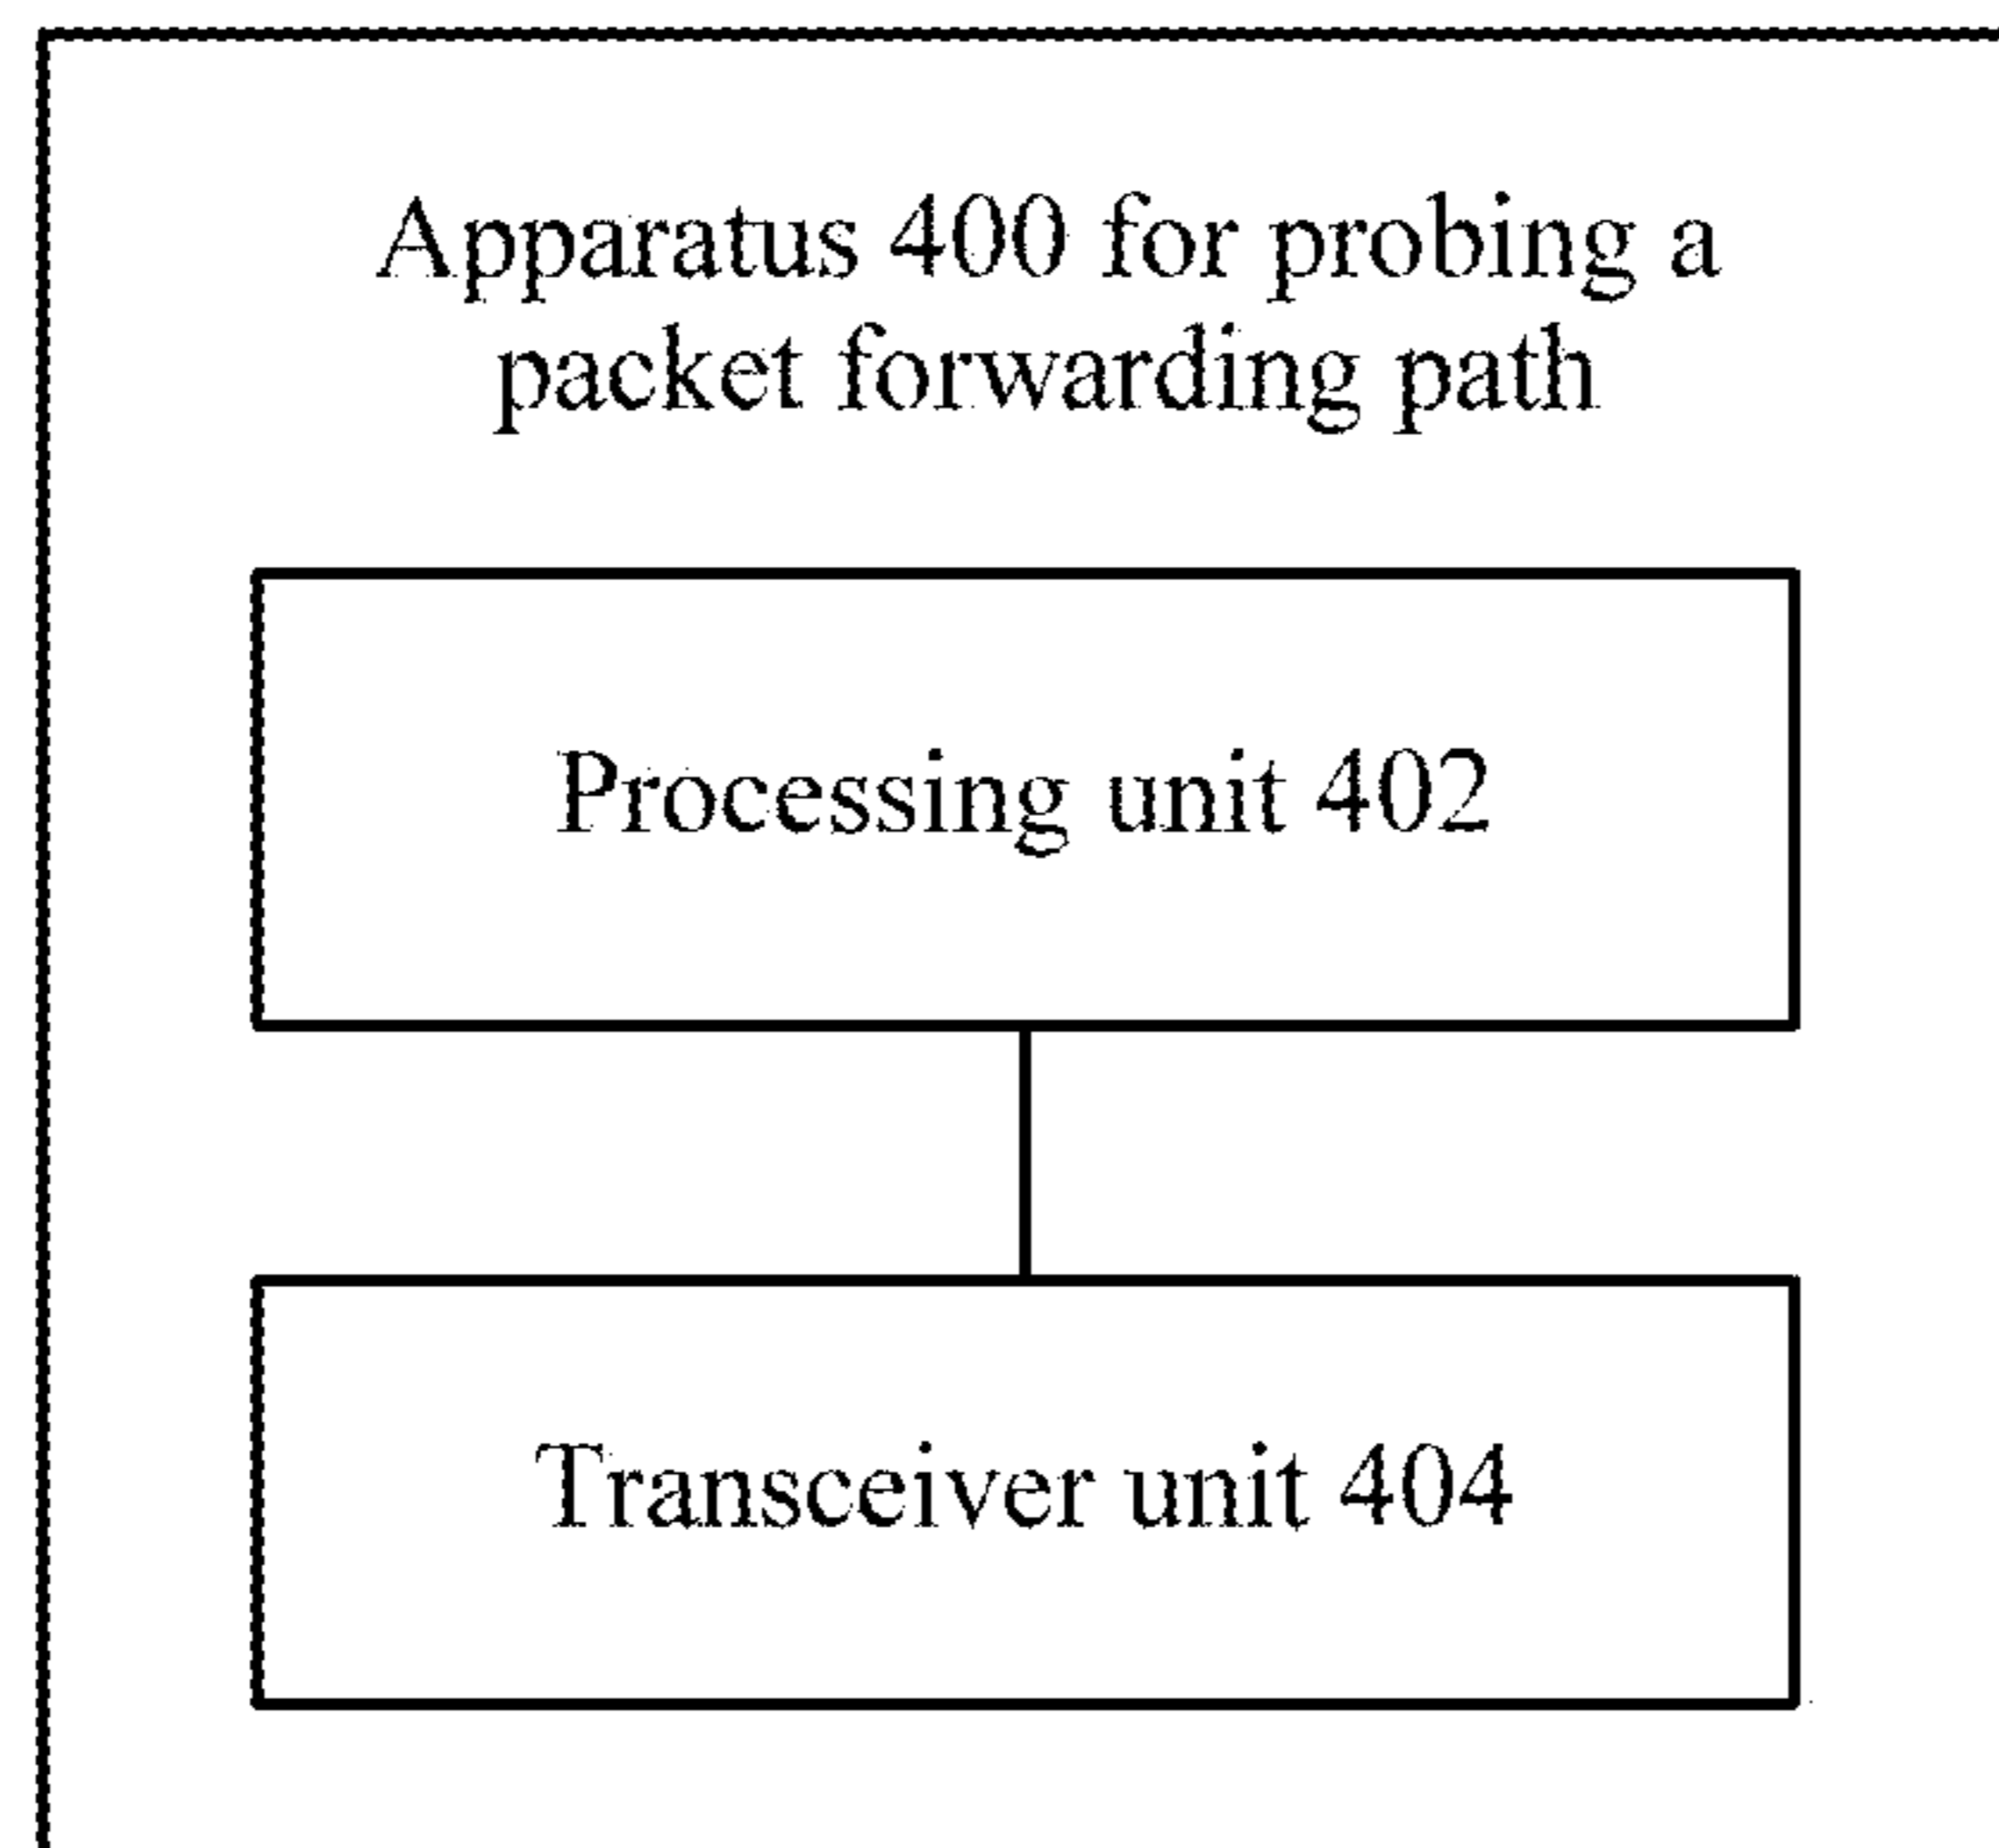 Apparatus 400 for probing a
packet forwarding path
Processing unit 402
Transceiver unit 404